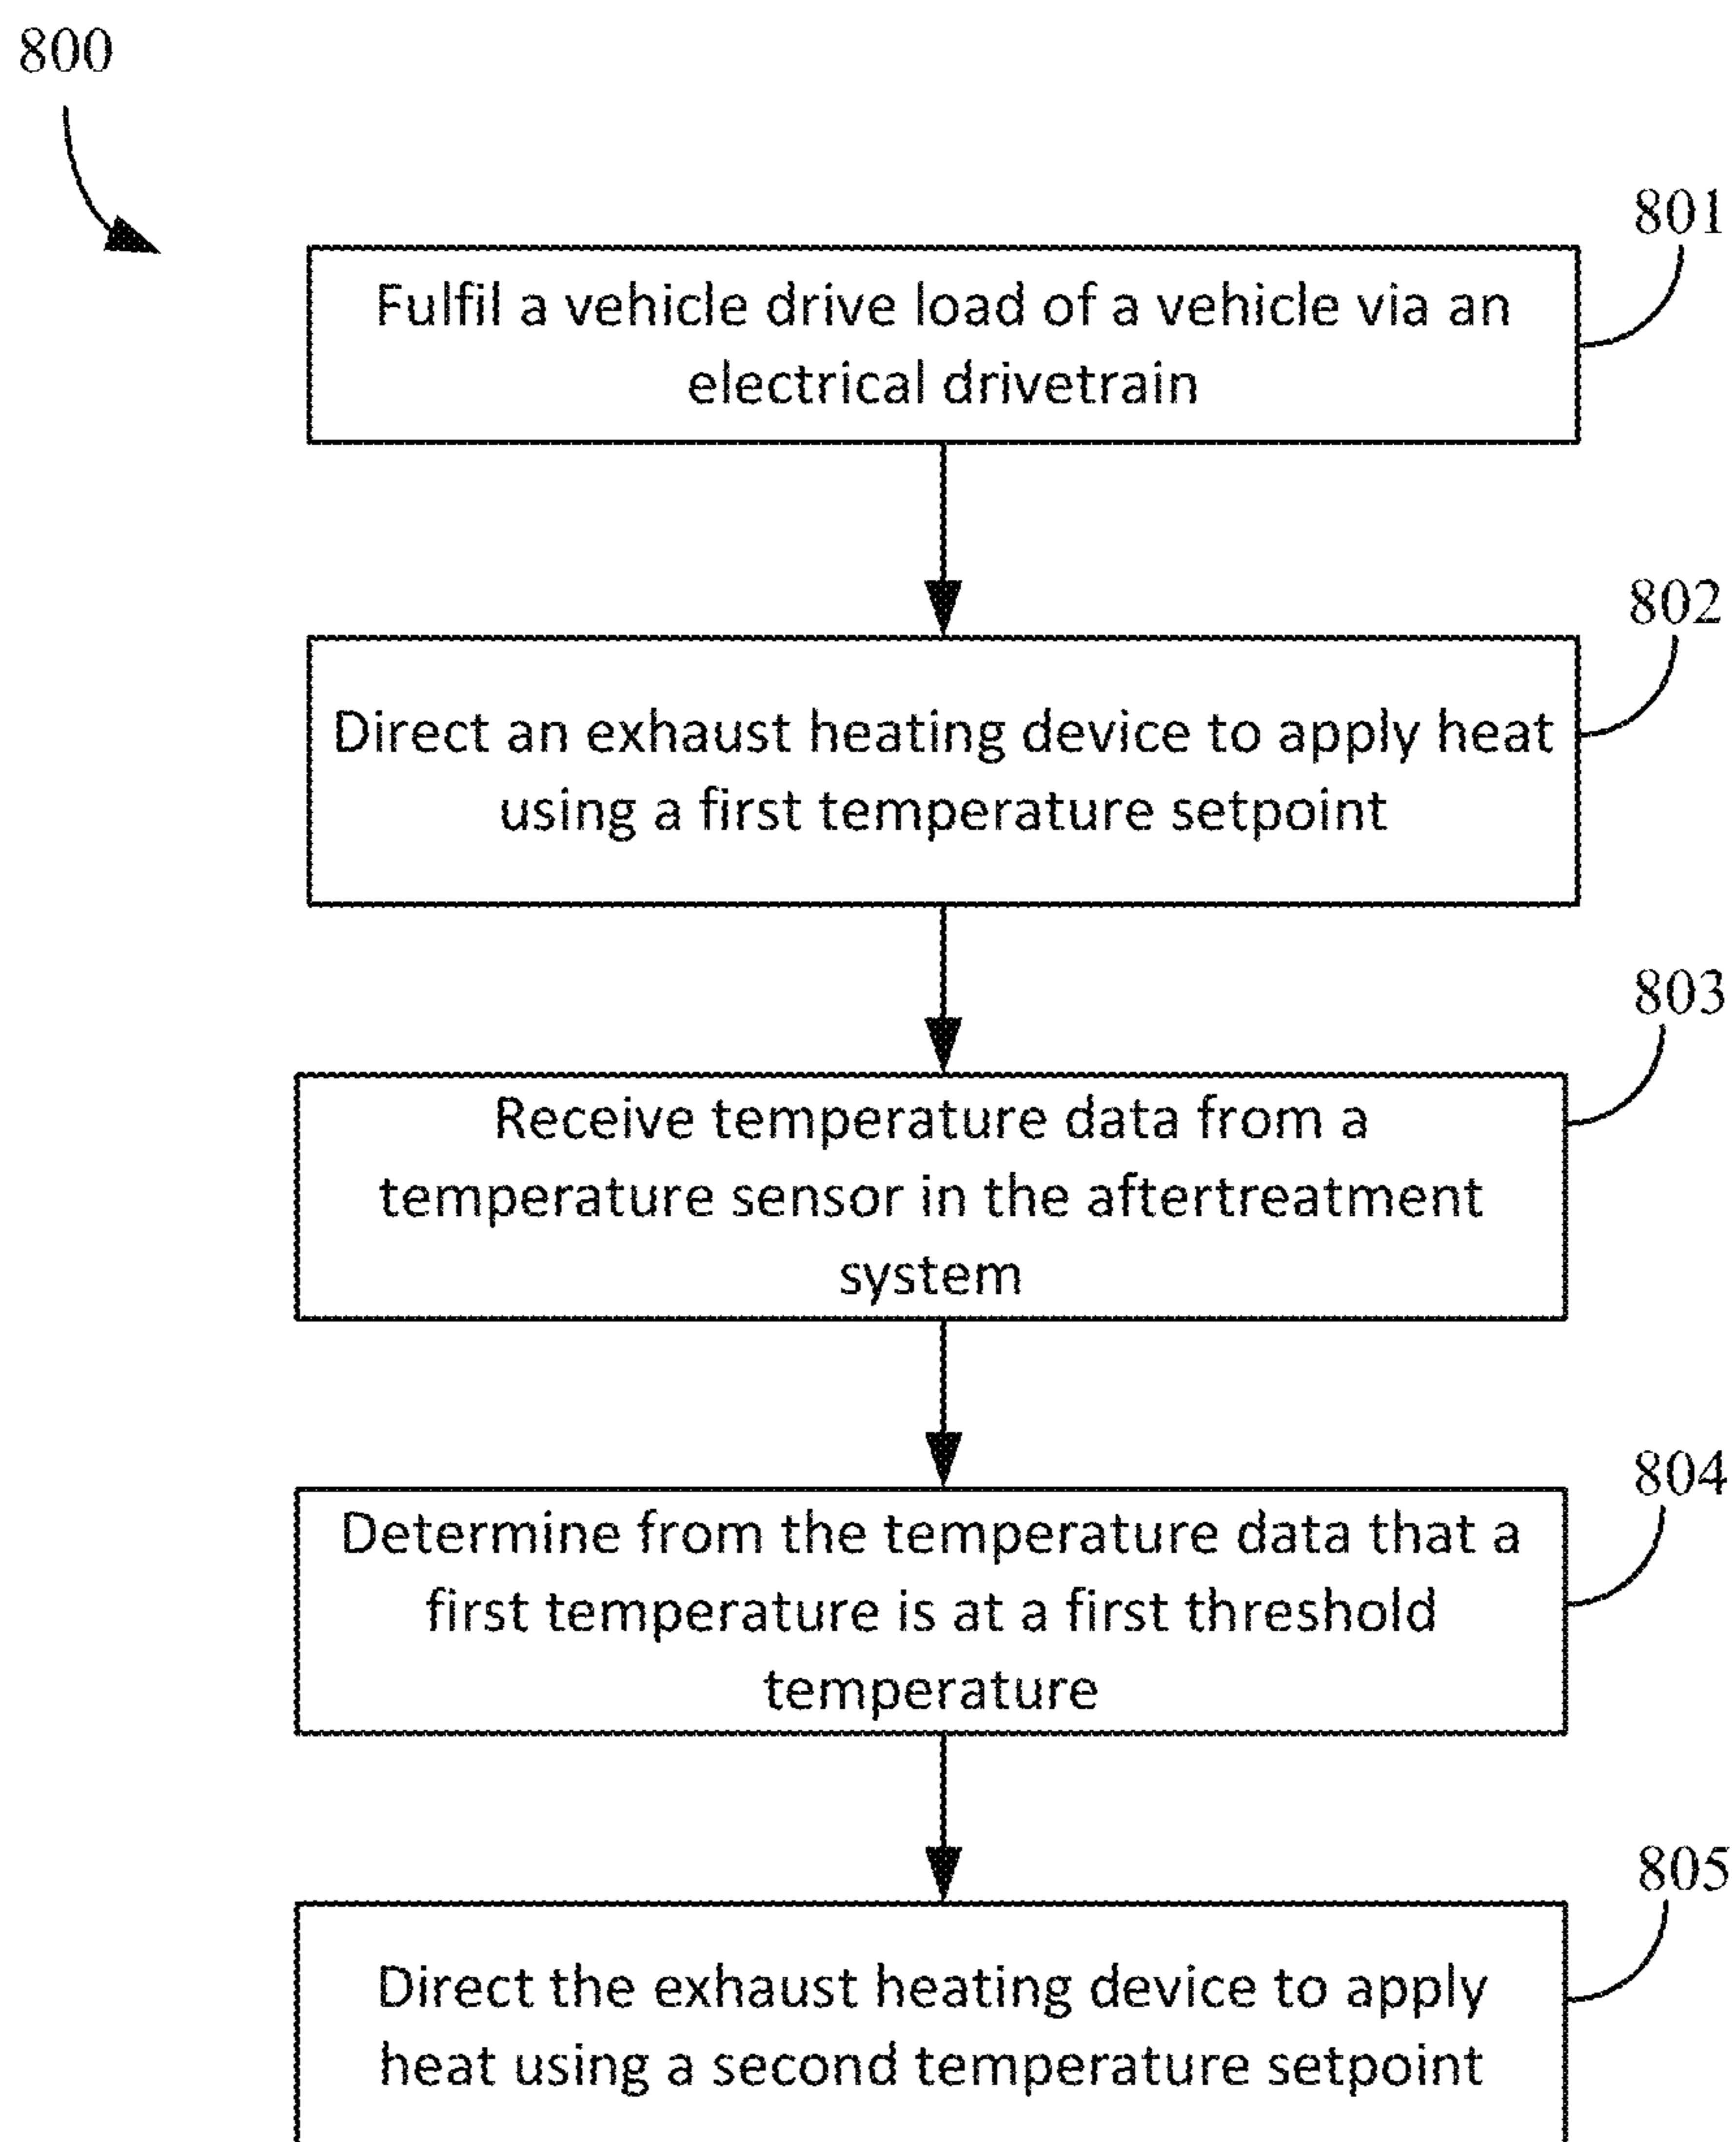 800
801
Fulfil a vehicle drive load of a vehicle via an
electrical drivetrain
802
Direct an exhaust heating device to apply heat
using a first temperature setpoint
803
Receive temperature data from a
temperature sensor in the aftertreatment
system
804
Determine from the temperature data that a
first temperature is at a first threshold
temperature
805
Direct the exhaust heating device to apply
heat using a second temperature setpoint